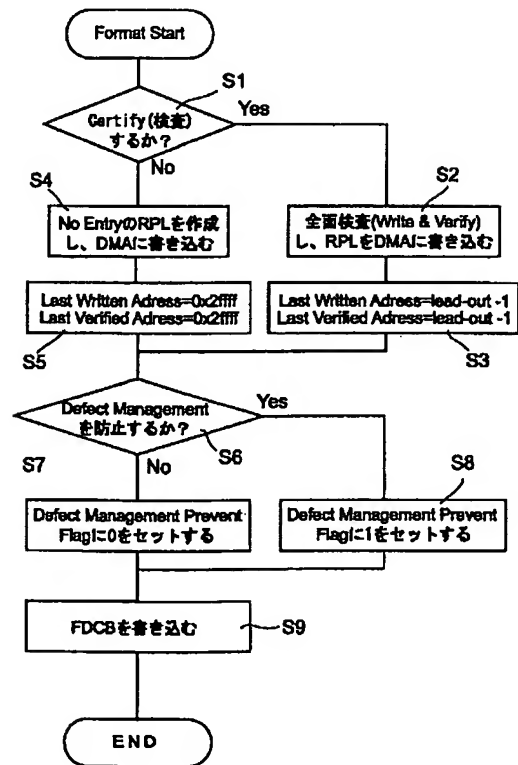 Format Start
S1
Certify(検査)
するか?
Yes
No
S4
S2
No EntryのRPLを作成
し、DMAに書き込む
全面検査(Write & Verify)
し、RPLをDMAに書き込む
Last Written Adress=0x2ffff
Last Verified Adress=0x2ffff
Last Written Adress=lead-out -1
Last Verified Adress=lead-out -1
S5
S3
Defect Management
を防止するか?
Yes
S6
S7
No
S8
Defect Management Prevent
Flagに0をセットする
Defect Management Prevent
Flagに1をセットする
FDCBを書き込む
S9
END